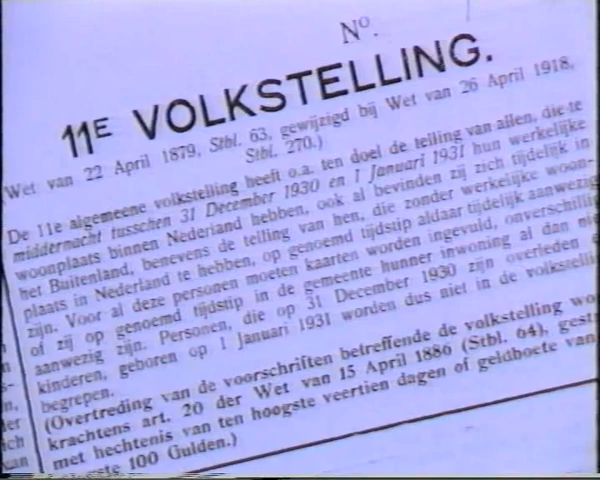 No.
11E VOLKSTELLING.
(Wet van 22 April 1879, Stbl. 63, gewijzigd bij Wet van 26 April 1918,
Stbl. 270.)
De 11e algemeene volkstelling heeft o.a. ten doel de telling van allen, die te
middernacht tusschen 31 December 1930 en 1 Januari 1931 hun werkelijke
woonplaats binnen Nederland hebben, ook al bevinden zij zich tijdelijk in
het Buitenland, benevens de telling van hen, die zonder werkelijke woon-
plaats in Nederland te hebben, op genoemd tijdstip aldaar tijdelijk aanwezig
zijn. Voor al deze personen moeten kaarten worden ingevuld, onverschillig
of zij op genoemd tijdstip in de gemeente hunner inwoning al dan
aanwezig zijn. Personen, die op 31 December 1930 zijn overleden
kinderen, geboren op 1 Januari 1931 worden dus niet in de volkstelli
begrepen.
(Overtreding van de voorschriften betreffende de volkstelling wo
krachtens art. 20 der Wet van 15 April 1886 (Stbl. 64), gest
met hechtenis van ten hoogste veertien dagen of geldboete van
100 Gulden.)